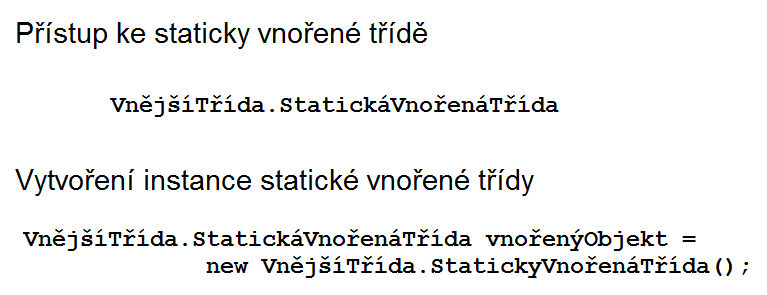 Přístup ke staticky vnořené třídě
VnějšíTřída.StatickáVnořenáTřída
Vytvoření instance statické vnořené třídy
VnějšíTřída.StatickáVnořenáTřída vnořenýObjekt =
new VnějšíTřída.StatickyVnořenáTřída();